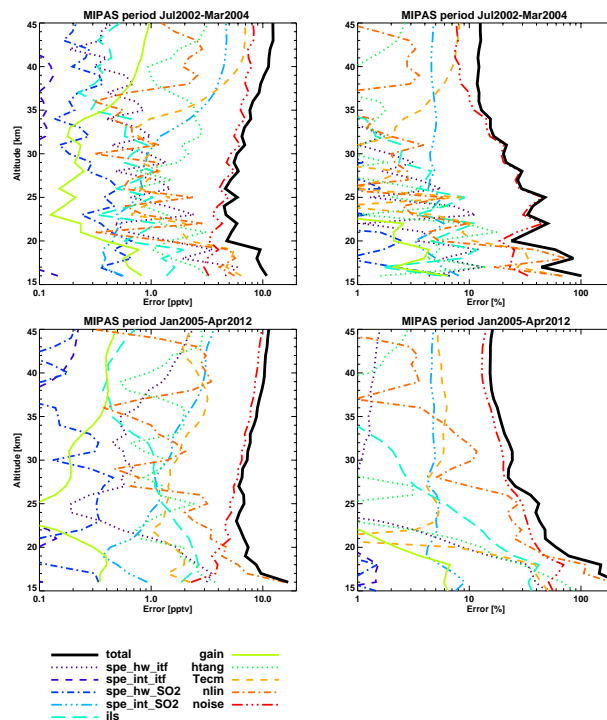 MIPAS period Jul2002-Mar2004
MIPAS period Jul2002-Mar2004
Altitude [km]
45
40
35
30
25
20
15
0.1
1.0
10.0
Error [pptv]
Altitude [km]
45
40
35
30
25
20
15
1
10
100
Error [%]
MIPAS period Jan2005-Apr2012
MIPAS period Jan2005-Apr2012
Altitude [km]
45
40
35
30
25
20
15
0.1
1.0
10.0
Error [pptv]
Altitude [km]
45
40
35
30
25
20
15
1
10
100
Error [%]
total
spe_hw_itf
spe_int_itf
spe_hw_SO2
spe_int_SO2
ils
gain
htang
Tecm
nlin
noise